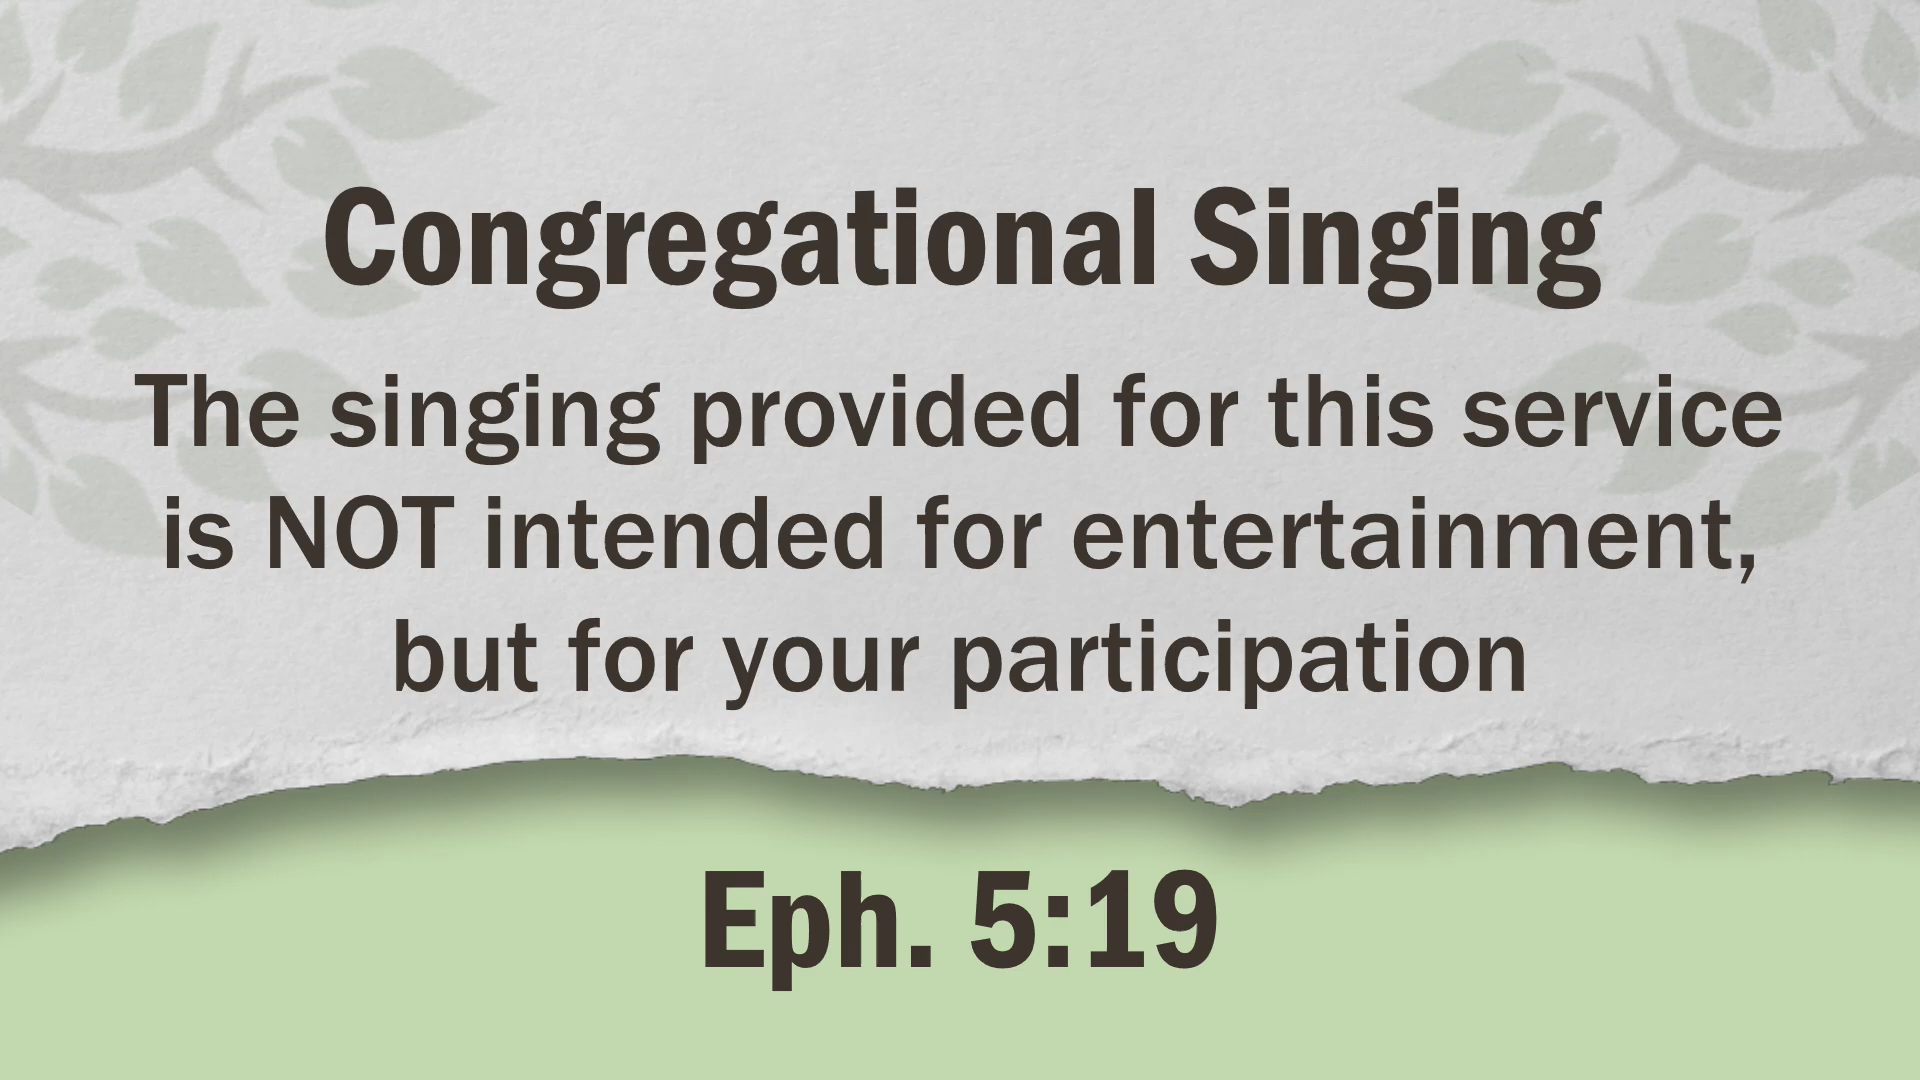 Congregational Singing
The singing provided for this service
is NOT intended for entertainment,
but for your participation
Eph. 5:19